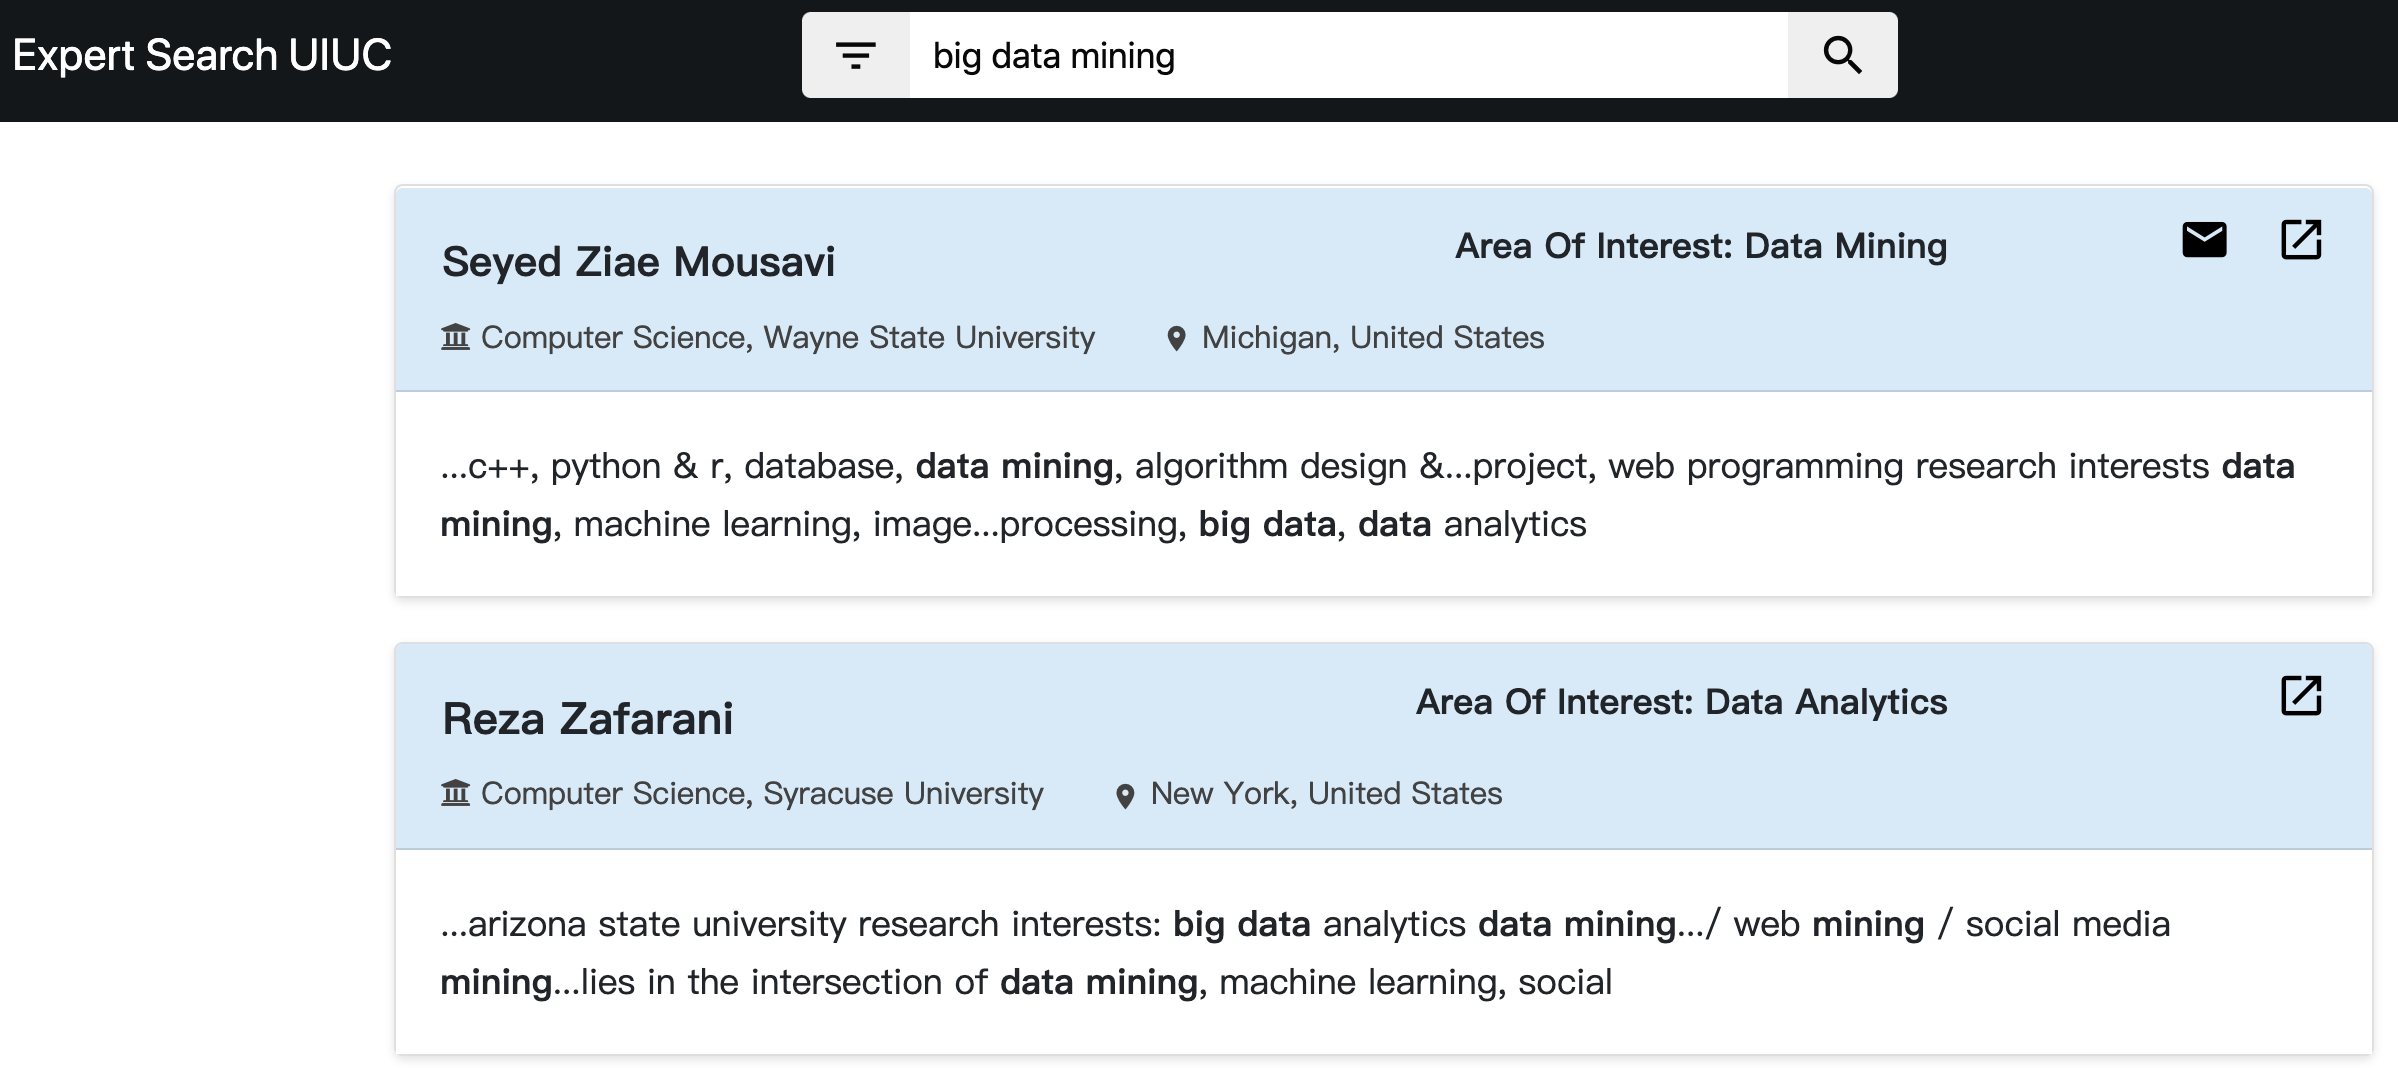 Expert Search UIUC
big data mining
Seyed Ziae Mousavi
Area Of Interest: Data Mining
Computer Science, Wayne State University
Michigan, United States
...c++, python & r, database, data mining, algorithm design &...project, web programming research interests data
mining, machine learning, image...processing, big data, data analytics
Reza Zafarani
Area Of Interest: Data Analytics
Computer Science, Syracuse University
New York, United States
...arizona state university research interests: big data analytics data mining.../ web mining / social media
mining...lies in the intersection of data mining, machine learning, social